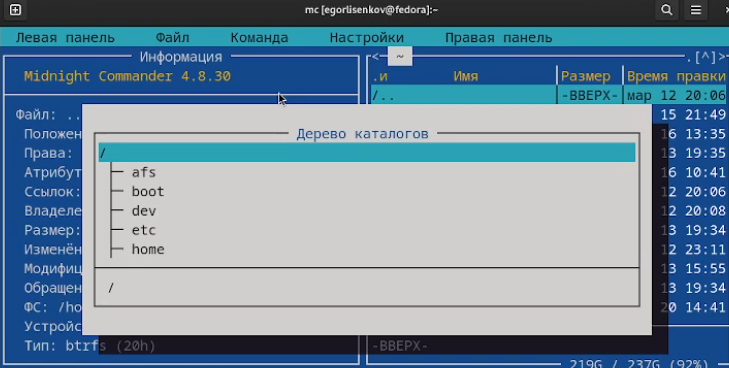 mc [egorlisenkov@fedora]:~
Левая панель Файл Команда Настройки Правая панель
Информация
Midnight Commander 4.8.30
Файл: ..
Положен
Права:
Атрибут
Ссылок:
Владеле
Размер:
Изменён
Модифиц
Обращен
ФС: /ho
Устройс
Тип: btrfs (20h)
<─ ~ .[^]>
.и Имя Размер Время правки
/.. -ВВЕРХ- мар 12 20:06
15 21:49
16 13:35
13 19:35
16 10:41
12 20:06
12 20:08
13 19:34
12 23:11
13 15:55
13 19:34
20 14:41
-ВВЕРХ-
219G / 237G (92%)
Дерево каталогов
/
afs
boot
dev
etc
home
/